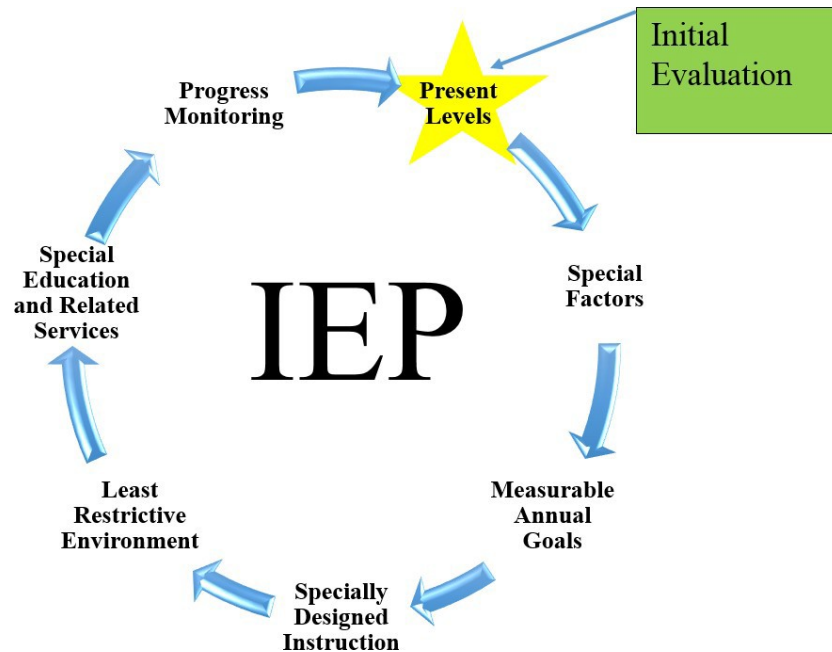 Initial
Evaluation
Present
Levels
Special
Factors
Measurable
Annual
Goals
Specially
Designed
Instruction
Least
Restrictive
Environment
Special
Education
and Related
Services
Progress
Monitoring
IEP